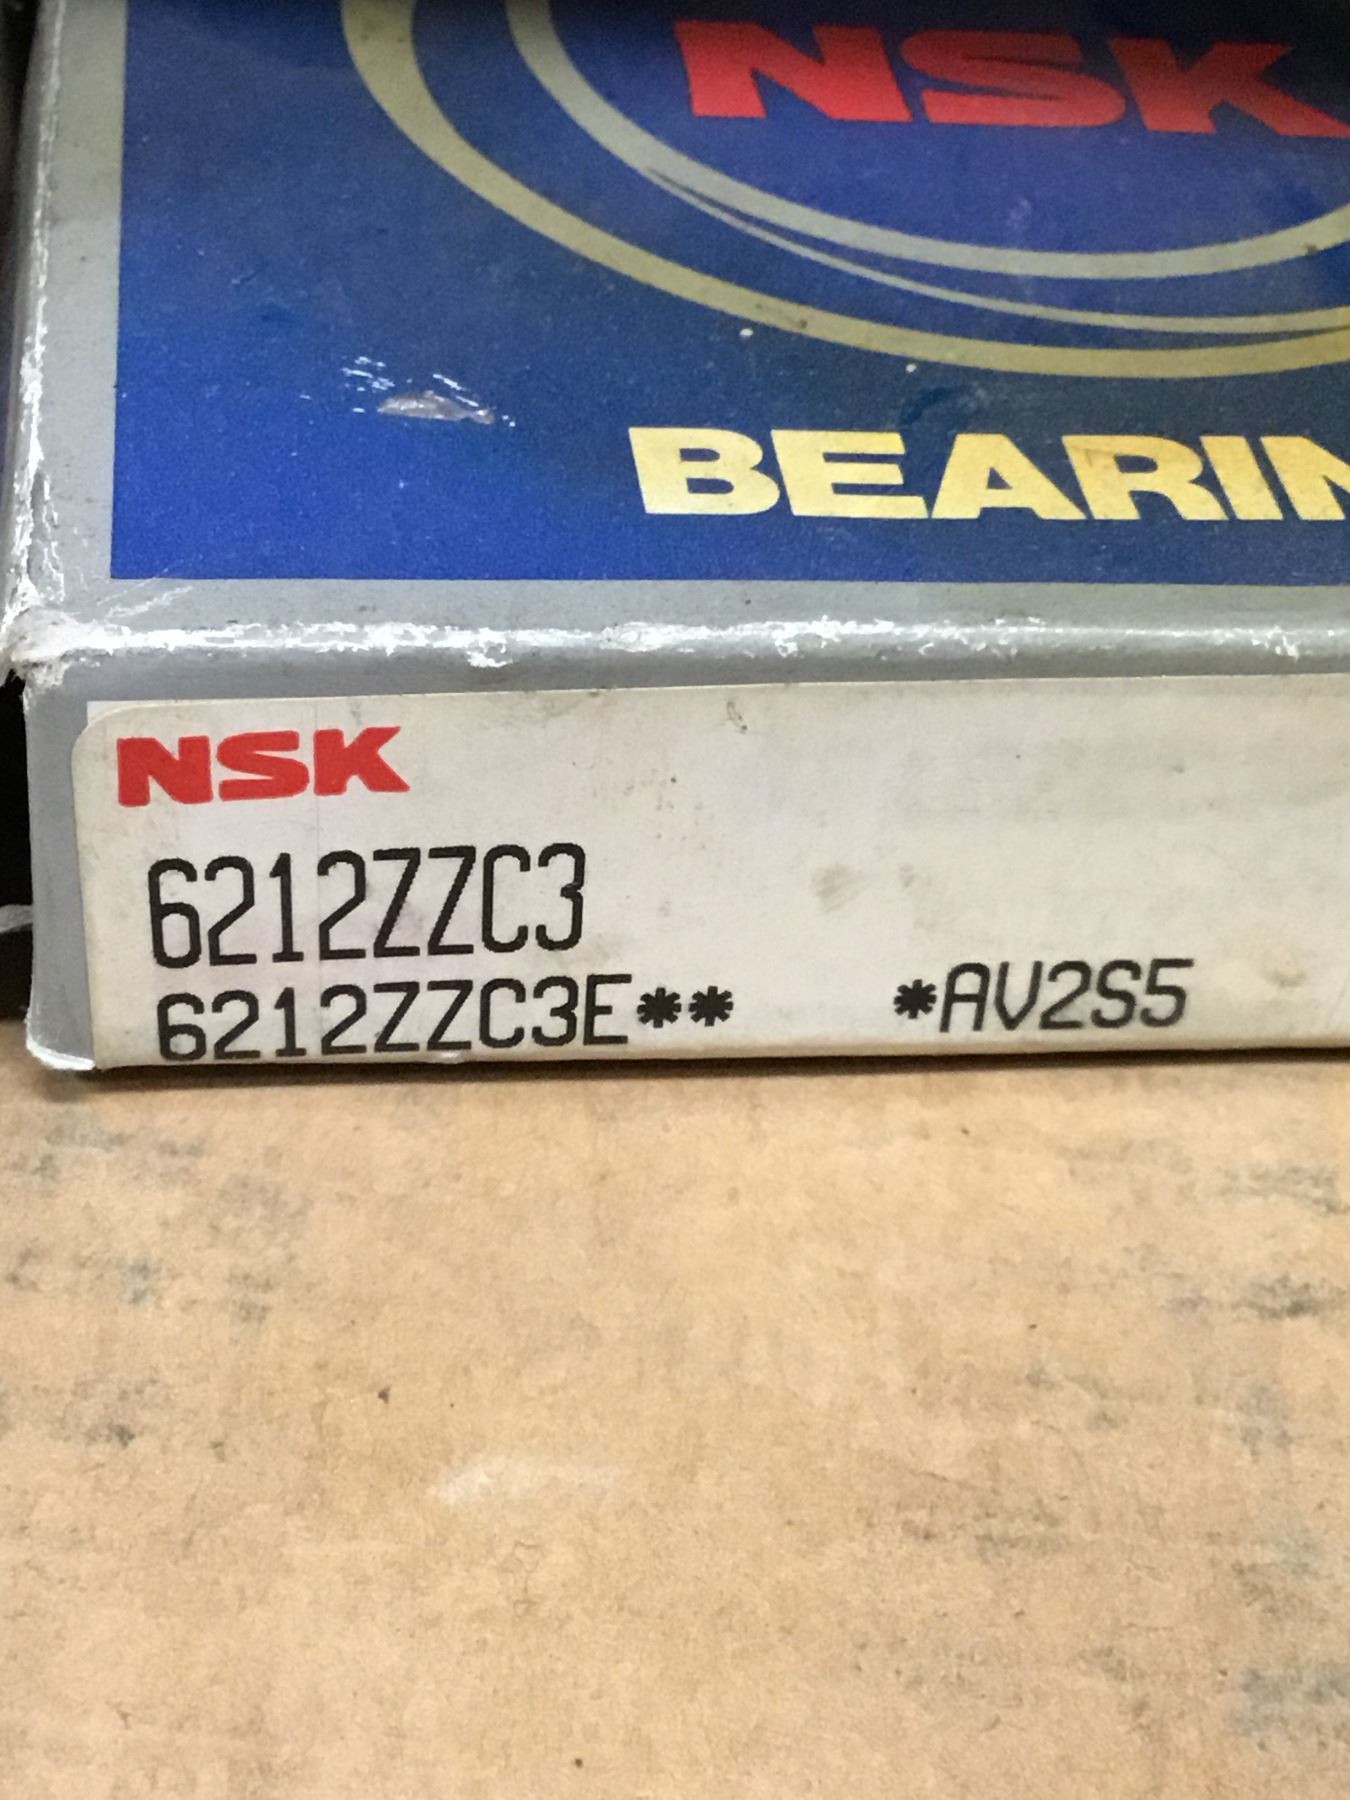 NSK
BEARIN
NSK
6212ZZC3
6212ZZC3E** *AV2S5